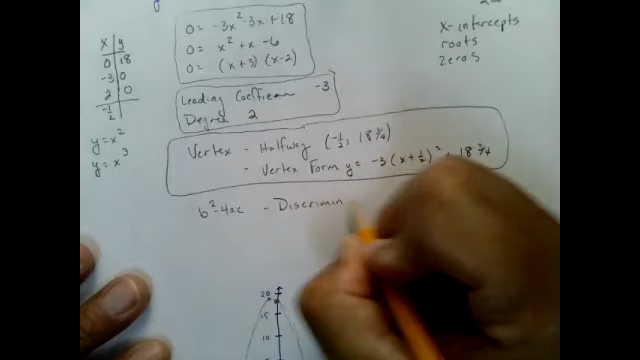 x y
0 18
-3 0
2 0
-1/2
y = x²
y = x³
0 = -3x² - 3x + 18
0 = x² + x - 6
0 = (x+3) (x-2)
Leading Coefficient -3
Degree 2
Vertex - Halfway (-1/2, 18 3/4)
- Vertex Form y = -3(x + 1/2)² + 18 3/4
b² - 4ac - Discrimin
x-intercepts
roots
zeros
20
15
10